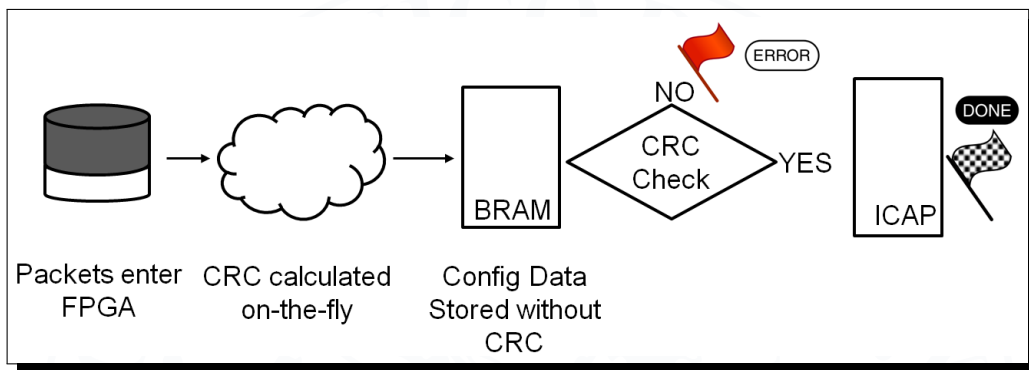 ERROR
NO
DONE
CRC
Check
YES
BRAM
ICAP
Packets enter
FPGA
CRC calculated
on-the-fly
Config Data
Stored without
CRC